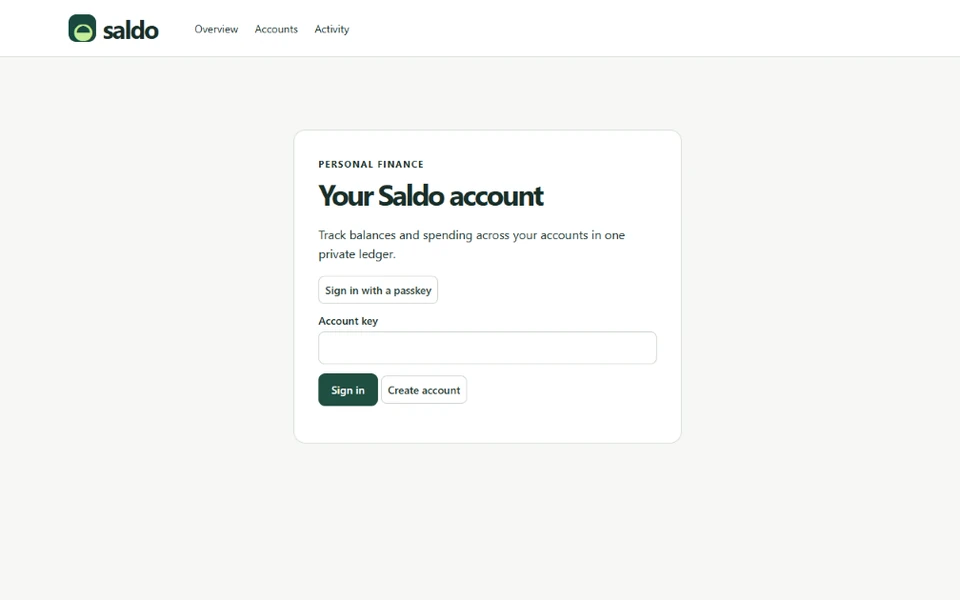 saldo
Overview
Accounts
Activity
PERSONAL FINANCE
Your Saldo account
Track balances and spending across your accounts in one
private ledger.
Sign in with a passkey
Account key
Sign in
Create account